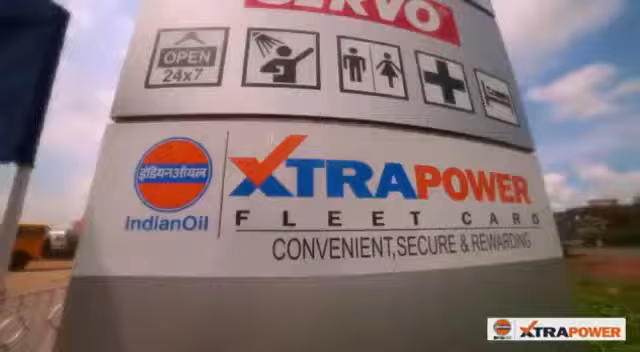 SERVO
OPEN
24x7
इंडियनऑयल
IndianOil
XTRAPOWER
FLEET CARD
CONVENIENT, SECURE & REWARDING
XTRAPOWER